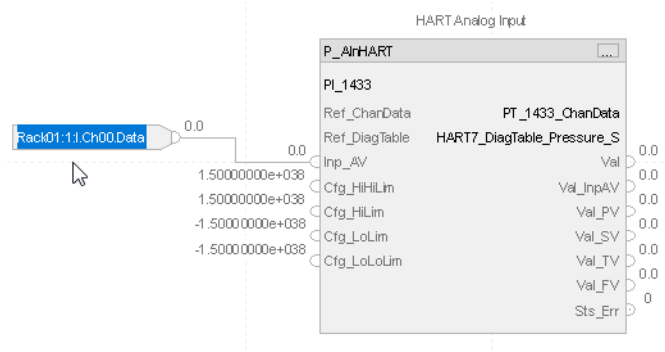 HART Analog Input
P_AInHART ...
PI_1433
Ref_ChanData PT_1433_ChanData
Ref_DiagTable HART7_DiagTable_Pressure_S
Rack01:1:I.Ch00.Data 0.0
0.0 Inp_AV Val 0.0
1.50000000e+038 Cfg_HiHiLim Val_InpAV 0.0
1.50000000e+038 Cfg_HiLim Val_PV 0.0
-1.50000000e+038 Cfg_LoLim Val_SV 0.0
-1.50000000e+038 Cfg_LoLoLim Val_TV 0.0
Val_FV 0.0
Sts_Err 0